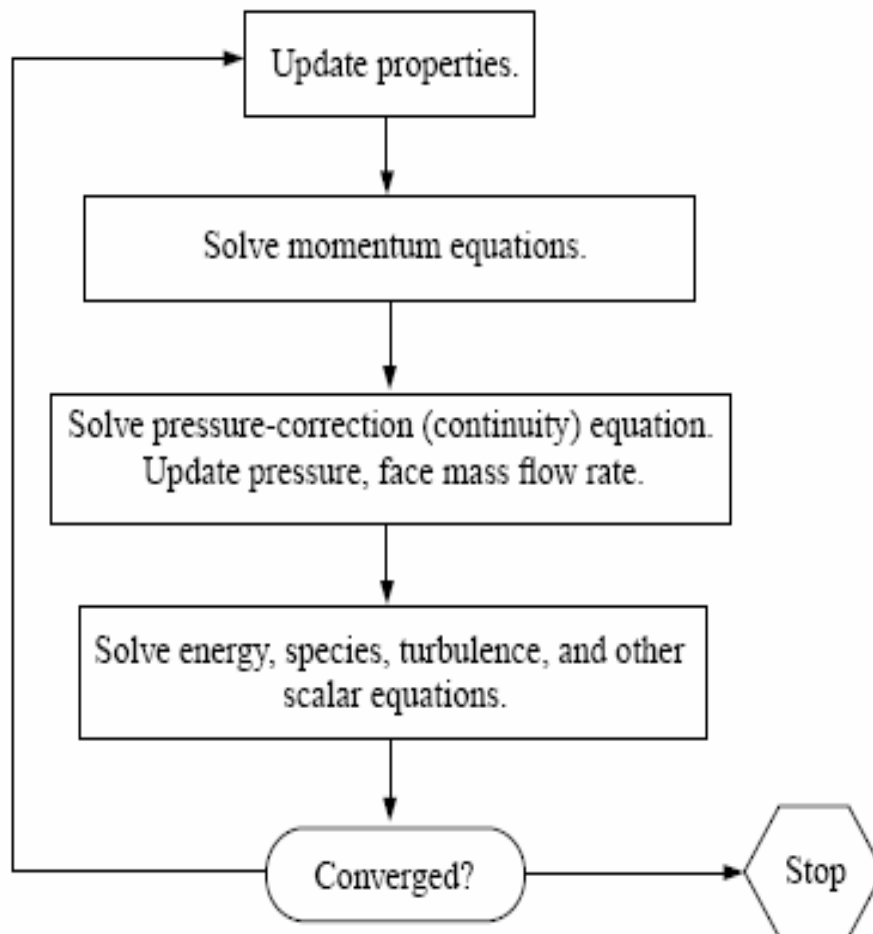 Update properties.
Solve momentum equations.
Solve pressure-correction (continuity) equation.
Update pressure, face mass flow rate.
Solve energy, species, turbulence, and other
scalar equations.
Converged?
Stop